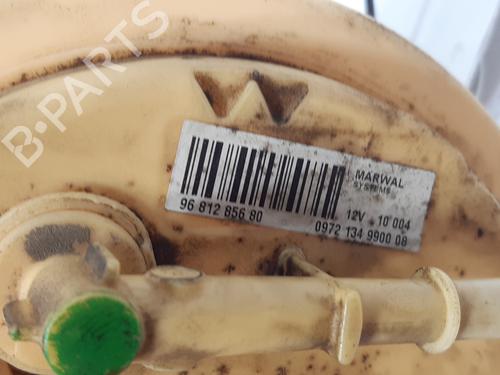 B-PARTS
MARWAL
SYSTEMS
96 812 856 80
12V 10 004
0972 134 9900 08